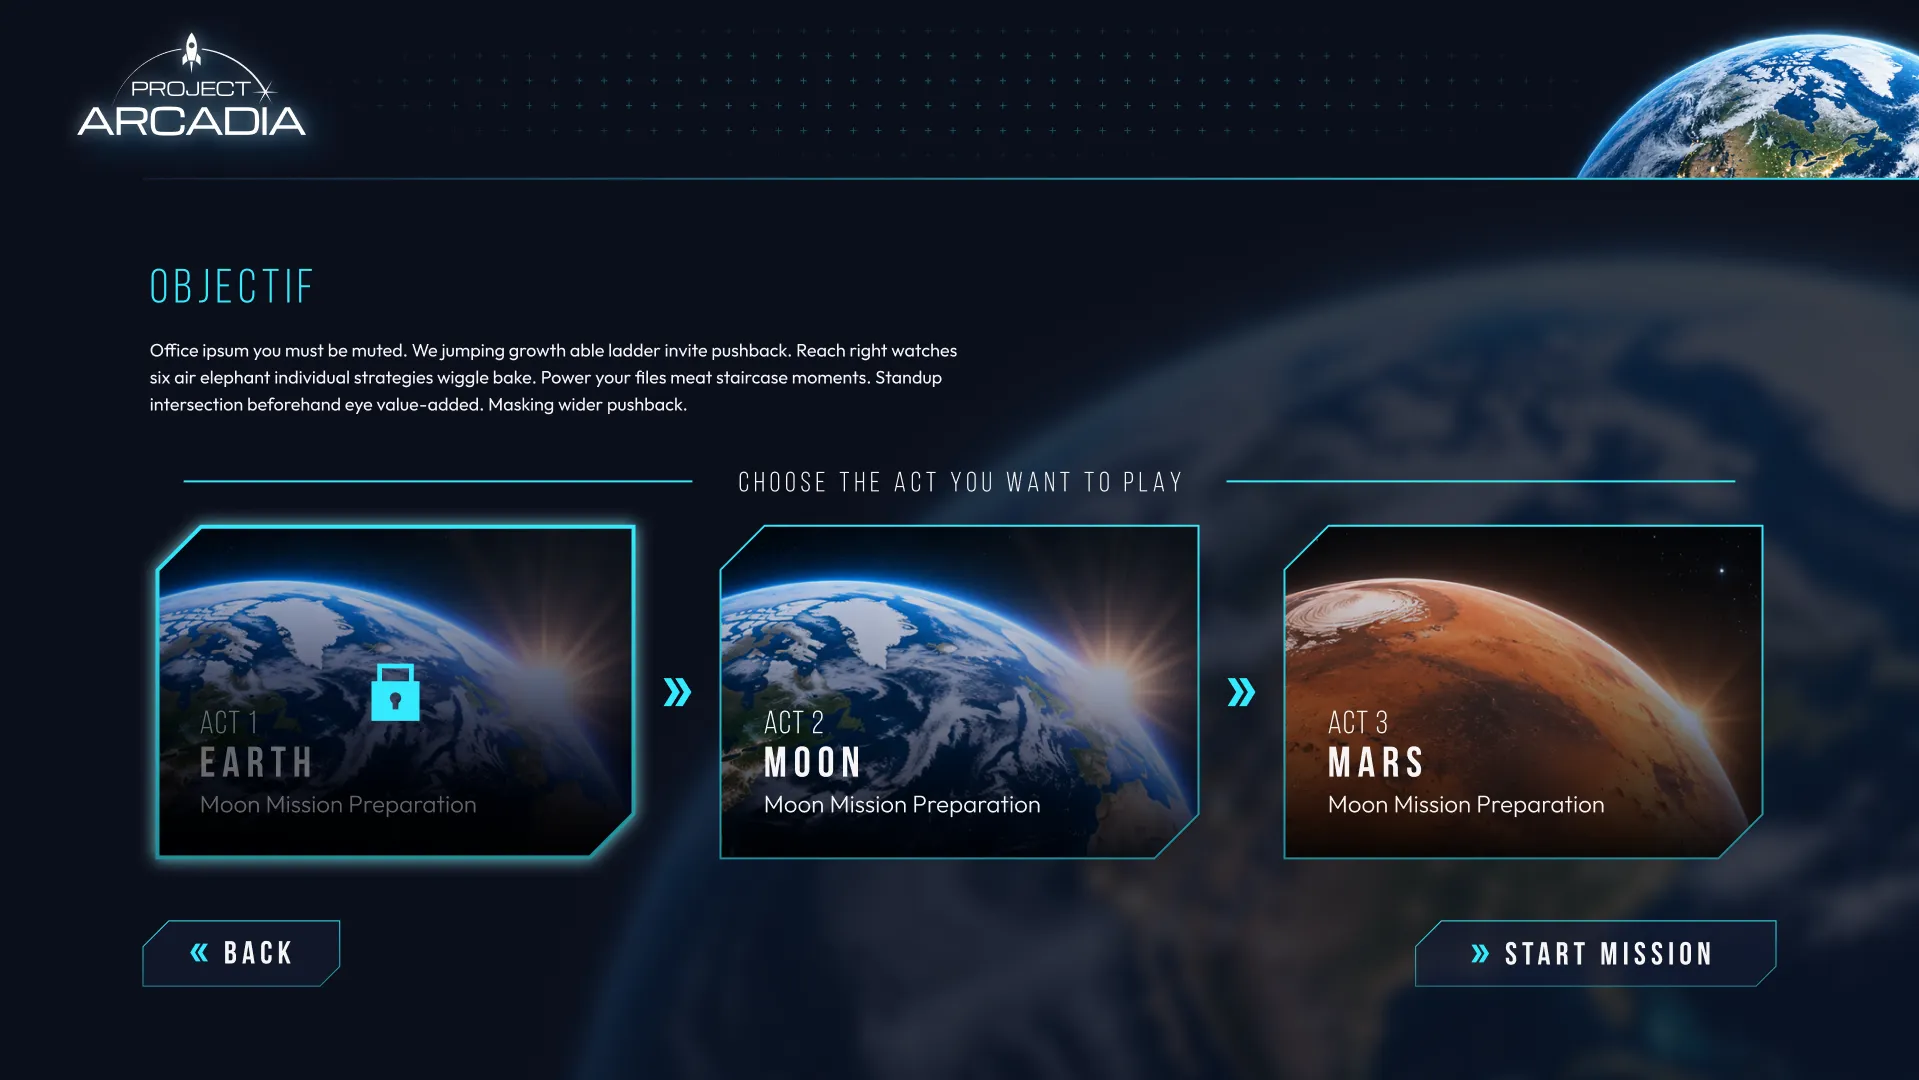 PROJECT
ARCADIA
OBJECTIF
Office ipsum you must be muted. We jumping growth able ladder invite pushback. Reach right watches
six air elephant individual strategies wiggle bake. Power your files meat staircase moments. Standup
intersection beforehand eye value-added. Masking wider pushback.
CHOOSE THE ACT YOU WANT TO PLAY
ACT 1
EARTH
Moon Mission Preparation
ACT 2
MOON
Moon Mission Preparation
ACT 3
MARS
Moon Mission Preparation
BACK
START MISSION